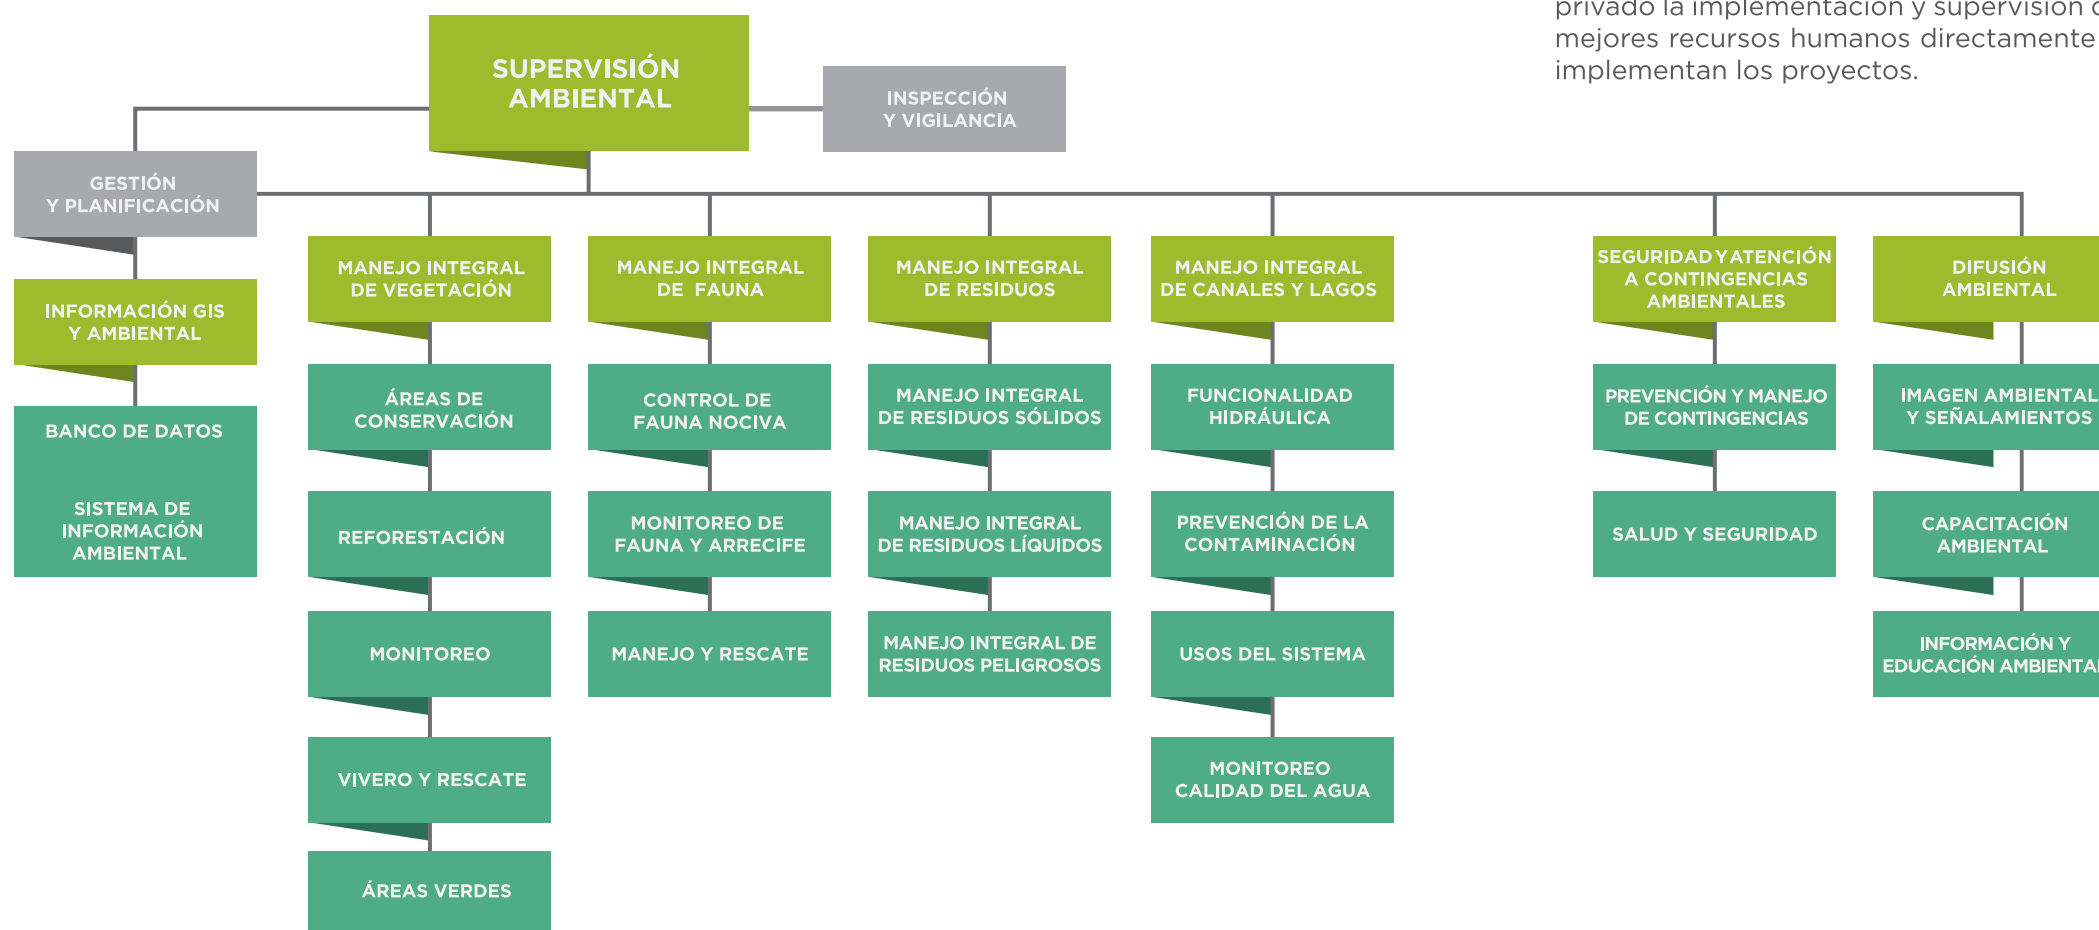 privado la implementación y supervisión
mejores recursos humanos directamente
implementan los proyectos.
SUPERVISIÓN
AMBIENTAL
INSPECCIÓN
Y VIGILANCIA
GESTIÓN
Y PLANIFICACIÓN
INFORMACIÓN GIS
Y AMBIENTAL
BANCO DE DATOS
SISTEMA DE
INFORMACIÓN
AMBIENTAL
MANEJO INTEGRAL
DE VEGETACIÓN
ÁREAS DE
CONSERVACIÓN
REFORESTACIÓN
MONITOREO
VIVERO Y RESCATE
ÁREAS VERDES
MANEJO INTEGRAL
DE FAUNA
CONTROL DE
FAUNA NOCIVA
MONITOREO DE
FAUNA Y ARRECIFE
MANEJO Y RESCATE
MANEJO INTEGRAL
DE RESIDUOS
MANEJO INTEGRAL
DE RESIDUOS SÓLIDOS
MANEJO INTEGRAL
DE RESIDUOS LÍQUIDOS
MANEJO INTEGRAL DE
RESIDUOS PELIGROSOS
MANEJO INTEGRAL
DE CANALES Y LAGOS
FUNCIONALIDAD
HIDRÁULICA
PREVENCIÓN DE LA
CONTAMINACIÓN
USOS DEL SISTEMA
MONITOREO
CALIDAD DEL AGUA
SEGURIDAD Y ATENCIÓN
A CONTINGENCIAS
AMBIENTALES
PREVENCIÓN Y MANEJO
DE CONTINGENCIAS
SALUD Y SEGURIDAD
DIFUSIÓN
AMBIENTAL
IMAGEN AMBIENTAL
Y SEÑALAMIENTOS
CAPACITACIÓN
AMBIENTAL
INFORMACIÓN Y
EDUCACIÓN AMBIENTAL